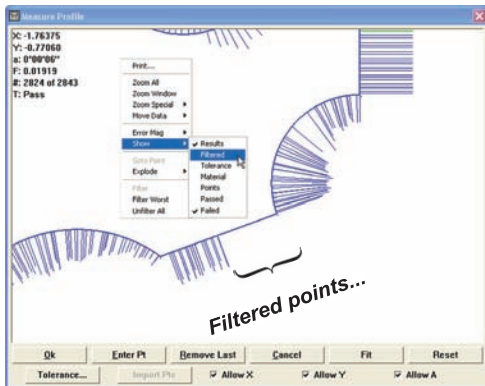 Measure Profile
X: -1.76375
Y: -0.77060
a: 0°00'06"
F: 0.01919
#: 2824 of 2843
T: Pass
Print...
Zoom All
Zoom Window
Zoom Special
Move Data
Error Mag
Show
Goto Point
Explode
Filter
Filter Worst
Unfilter All
Results
Filtered
Tolerance
Material
Points
Passed
Failed
Filtered points...
Ok
Enter Pt
Remove Last
Cancel
Fit
Reset
Tolerance...
Import Pts
Allow X
Allow Y
Allow A